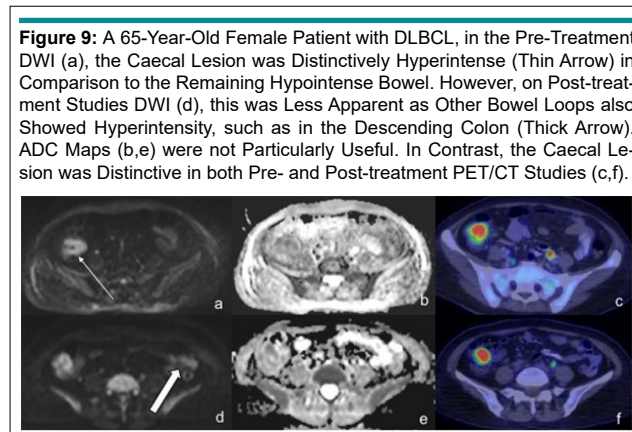 Figure 9: A 65-Year-Old Female Patient with DLBCL, in the Pre-Treatment
DWI (a), the Caecal Lesion was Distinctively Hyperintense (Thin Arrow) in
Comparison to the Remaining Hypointense Bowel. However, on Post-treat-
ment Studies DWI (d), this was Less Apparent as Other Bowel Loops also
Showed Hyperintensity, such as in the Descending Colon (Thick Arrow).
ADC Maps (b,e) were not Particularly Useful. In Contrast, the Caecal Le-
sion was Distinctive in both Pre- and Post-treatment PET/CT Studies (c,f).
a b c
d e f